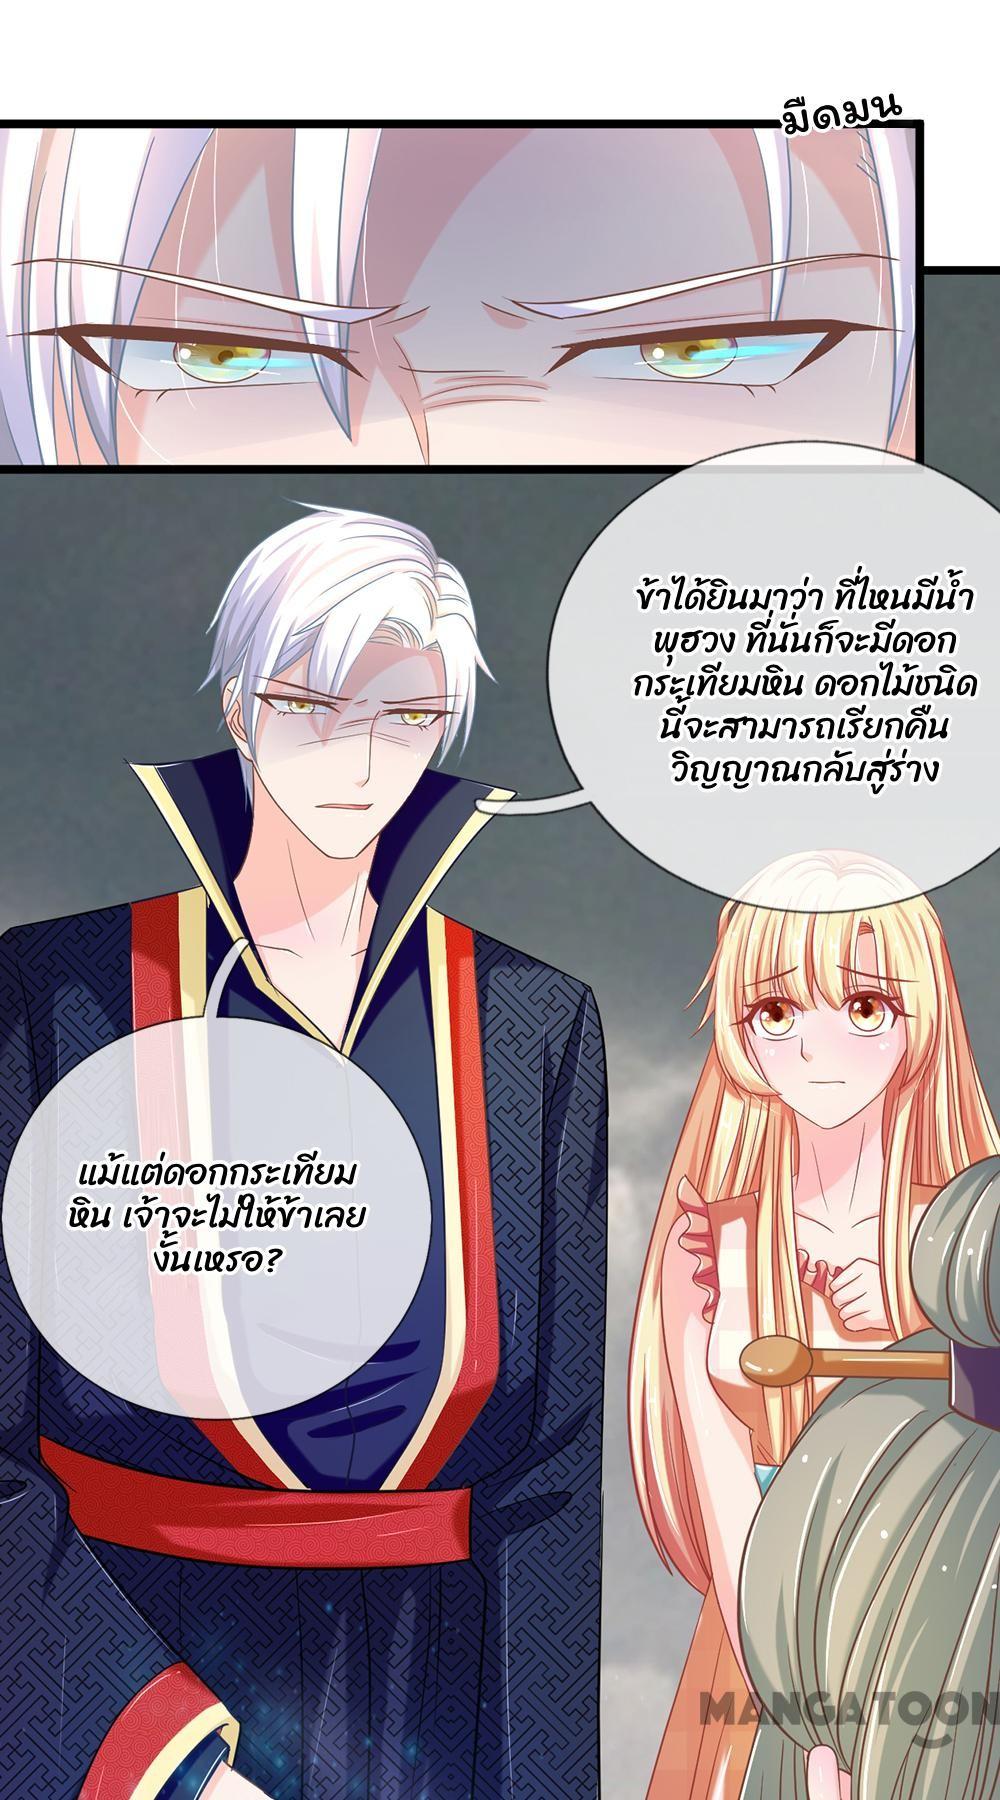 มืดมน
ข้าได้ยินมาว่า ที่ไหนมีน้ำ
พุฮวง ที่นั่นก็จะมีดอก
กระเทียมหิน ดอกไม้ชนิด
นี้จะสามารถเรียกคืน
วิญญาณกลับสู่ร่าง
แม้แต่ดอกกระเทียม
หิน เจ้าจะไม่ให้ข้าเลย
งั้นเหรอ?
MANGATOON